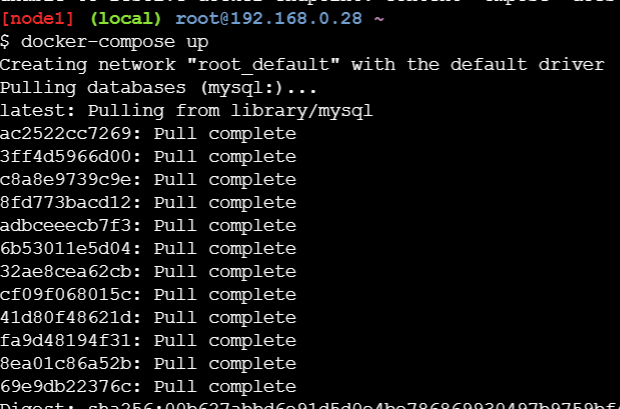 [node1] (local) root@192.168.0.28 ~
$ docker-compose up
Creating network "root_default" with the default driver
Pulling databases (mysql:)...
latest: Pulling from library/mysql
ac2522cc7269: Pull complete
3ff4d5966d00: Pull complete
c8a8e9739c9e: Pull complete
8fd773bacd12: Pull complete
adbceeecb7f3: Pull complete
6b53011e5d04: Pull complete
32ae8cea62cb: Pull complete
cf09f068015c: Pull complete
41d80f48621d: Pull complete
fa9d48194f31: Pull complete
8ea01c86a52b: Pull complete
69e9db22376c: Pull complete
Digest: